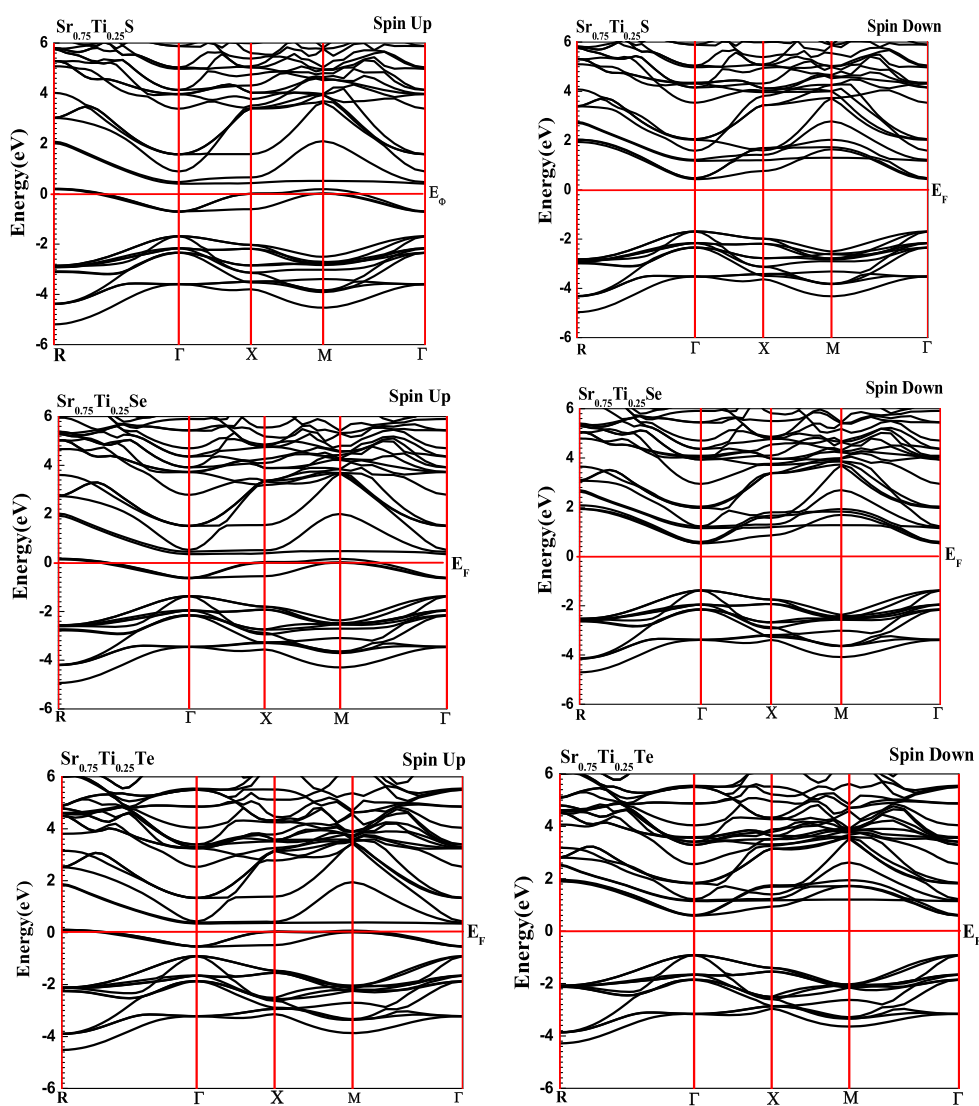 Sr0.75Ti0.25S Spin Up
Energy(eV)
6
4
2
0
-2
-4
-6
EΦ
R Γ X M Γ
Sr0.75Ti0.25S Spin Down
Energy(eV)
6
4
2
0
-2
-4
-6
EF
R Γ X M Γ
Sr0.75Ti0.25Se Spin Up
Energy(eV)
6
4
2
0
-2
-4
-6
EF
R Γ X M Γ
Sr0.75Ti0.25Se Spin Down
Energy(eV)
6
4
2
0
-2
-4
-6
EF
R Γ X M Γ
Sr0.75Ti0.25Te Spin Up
Energy(eV)
6
4
2
0
-2
-4
-6
EF
R Γ X M Γ
Sr0.75Ti0.25Te Spin Down
Energy(eV)
6
4
2
0
-2
-4
-6
EF
R Γ X M Γ